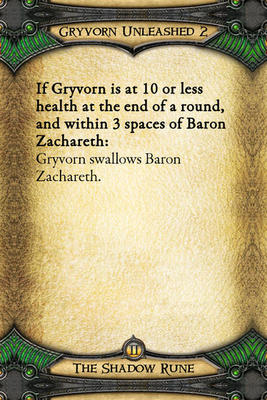 Gryvorn Unleashed 2
If Gryvorn is at 10 or less
health at the end of a round,
and within 3 spaces of Baron
Zachareth:
Gryvorn swallows Baron
Zachareth.
II
The Shadow Rune